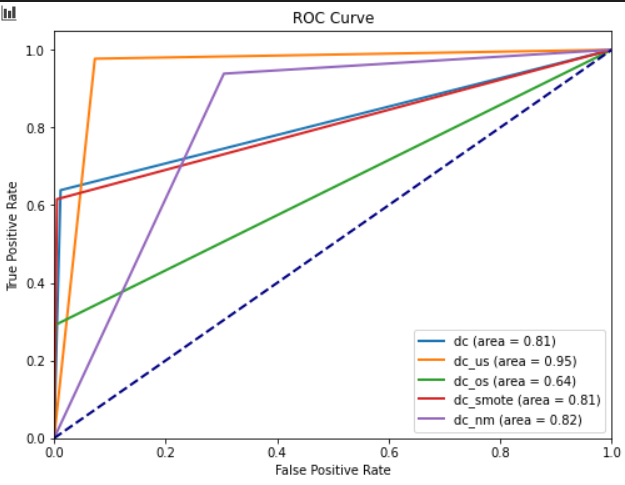 ROC Curve
1.0
0.8
0.6
0.4
0.2
0.0
True Positive Rate
0.0 0.2 0.4 0.6 0.8 1.0
False Positive Rate
dc (area = 0.81)
dc_us (area = 0.95)
dc_os (area = 0.64)
dc_smote (area = 0.81)
dc_nm (area = 0.82)